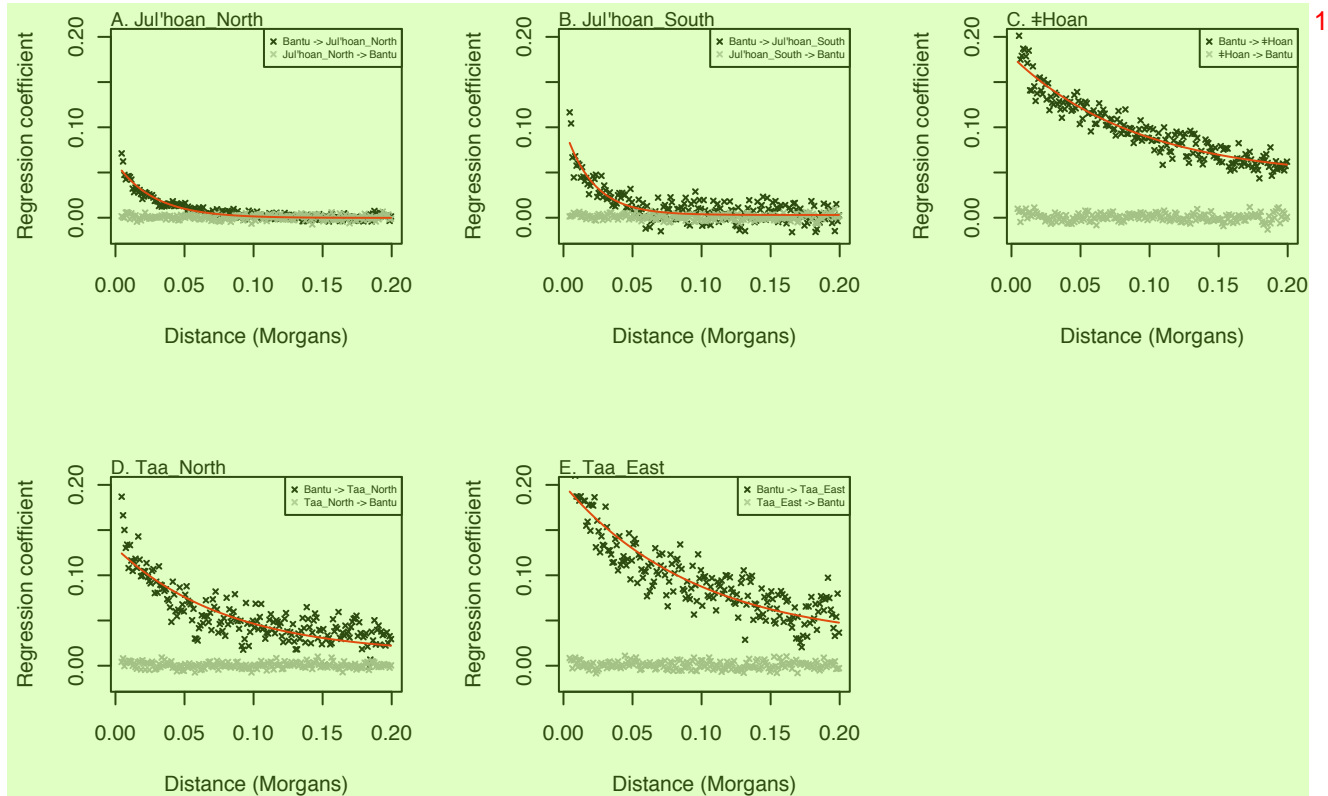 1
A. Jul'hoan_North
Bantu -> Jul'hoan_North
Jul'hoan_North -> Bantu
Regression coefficient
0.20
0.10
0.00
0.00 0.05 0.10 0.15 0.20
Distance (Morgans)
B. Jul'hoan_South
Bantu -> Jul'hoan_South
Jul'hoan_South -> Bantu
Regression coefficient
0.20
0.10
0.00
0.00 0.05 0.10 0.15 0.20
Distance (Morgans)
C. ǂHoan
Bantu -> ǂHoan
ǂHoan -> Bantu
Regression coefficient
0.20
0.10
0.00
0.00 0.05 0.10 0.15 0.20
Distance (Morgans)
D. Taa_North
Bantu -> Taa_North
Taa_North -> Bantu
Regression coefficient
0.20
0.10
0.00
0.00 0.05 0.10 0.15 0.20
Distance (Morgans)
E. Taa_East
Bantu -> Taa_East
Taa_East -> Bantu
Regression coefficient
0.20
0.10
0.00
0.00 0.05 0.10 0.15 0.20
Distance (Morgans)